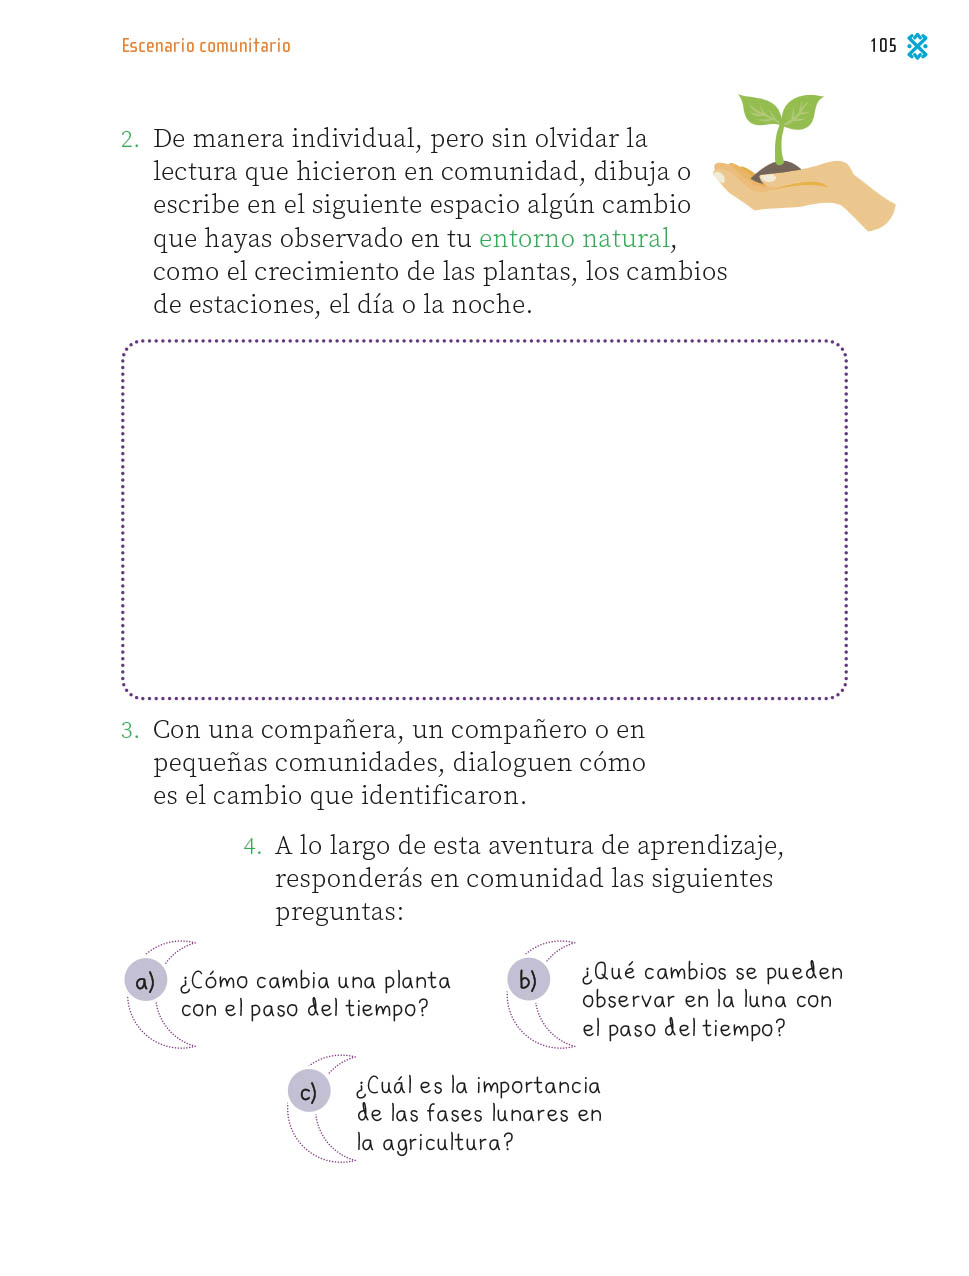 Escenario comunitario
105
2. De manera individual, pero sin olvidar la
lectura que hicieron en comunidad, dibuja o
escribe en el siguiente espacio algún cambio
que hayas observado en tu entorno natural,
como el crecimiento de las plantas, los cambios
de estaciones, el día o la noche.
3. Con una compañera, un compañero o en
pequeñas comunidades, dialoguen cómo
es el cambio que identificaron.
4. A lo largo de esta aventura de aprendizaje,
responderás en comunidad las siguientes
preguntas:
a) ¿Cómo cambia una planta
con el paso del tiempo?
b) ¿Qué cambios se pueden
observar en la luna con
el paso del tiempo?
c) ¿Cuál es la importancia
de las fases lunares en
la agricultura?